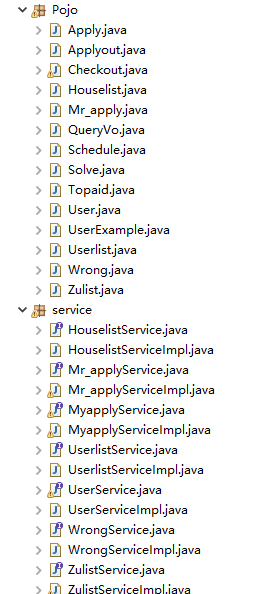 Pojo
Apply.java
Applyout.java
Checkout.java
Houselist.java
Mr_apply.java
QueryVo.java
Schedule.java
Solve.java
Topaid.java
User.java
UserExample.java
Userlist.java
Wrong.java
Zulist.java
service
HouselistService.java
HouselistServiceImpl.java
Mr_applyService.java
Mr_applyServiceImpl.java
MyapplyService.java
MyapplyServiceImpl.java
UserlistService.java
UserlistServiceImpl.java
UserService.java
UserServiceImpl.java
WrongService.java
WrongServiceImpl.java
ZulistService.java
ZulistServiceImpl.java